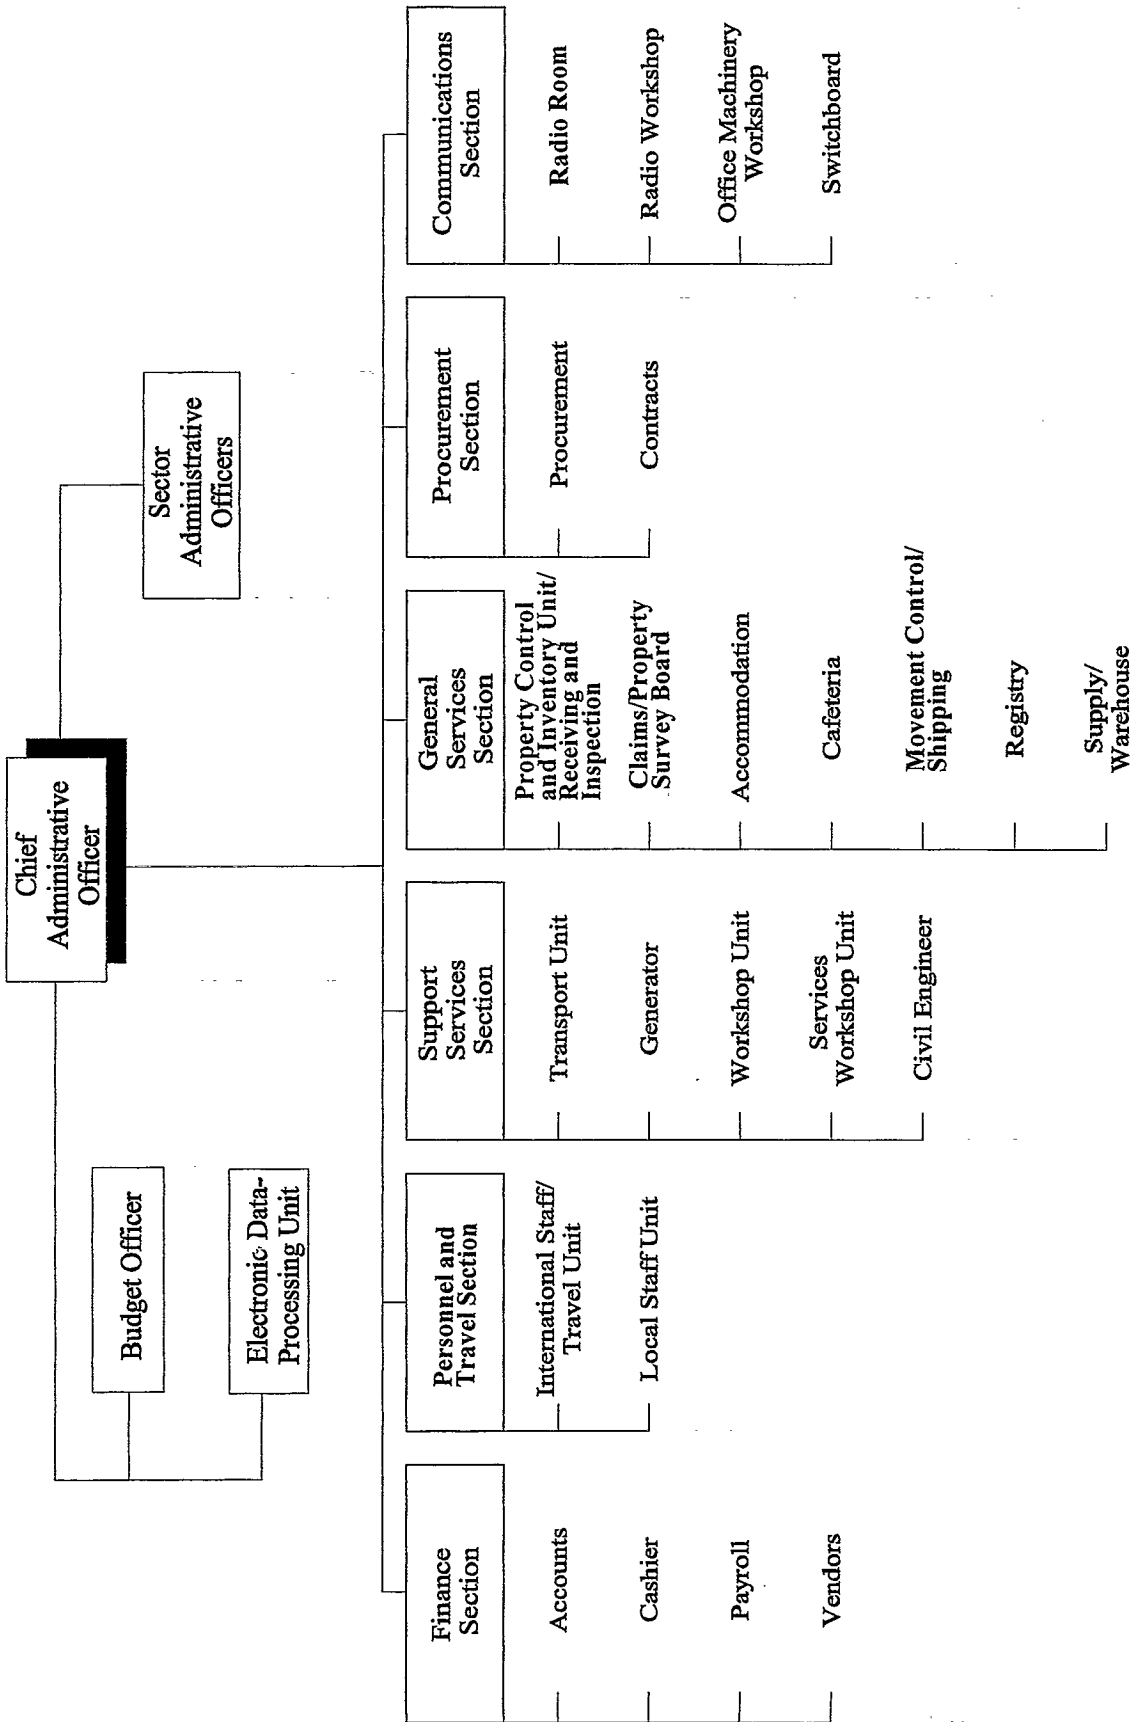 Chief
Administrative
Officer
Budget Officer
Electronic Data-
Processing Unit
Sector
Administrative
Officers
Finance
Section
Accounts
Cashier
Payroll
Vendors
Personnel and
Travel Section
International Staff/
Travel Unit
Local Staff Unit
Support
Services
Section
Transport Unit
Generator
Workshop Unit
Services
Workshop Unit
Civil Engineer
General
Services
Section
Property Control
and Inventory Unit/
Receiving and
Inspection
Claims/Property
Survey Board
Accommodation
Cafeteria
Movement Control/
Shipping
Registry
Supply/
Warehouse
Procurement
Section
Procurement
Contracts
Communications
Section
Radio Room
Radio Workshop
Office Machinery
Workshop
Switchboard